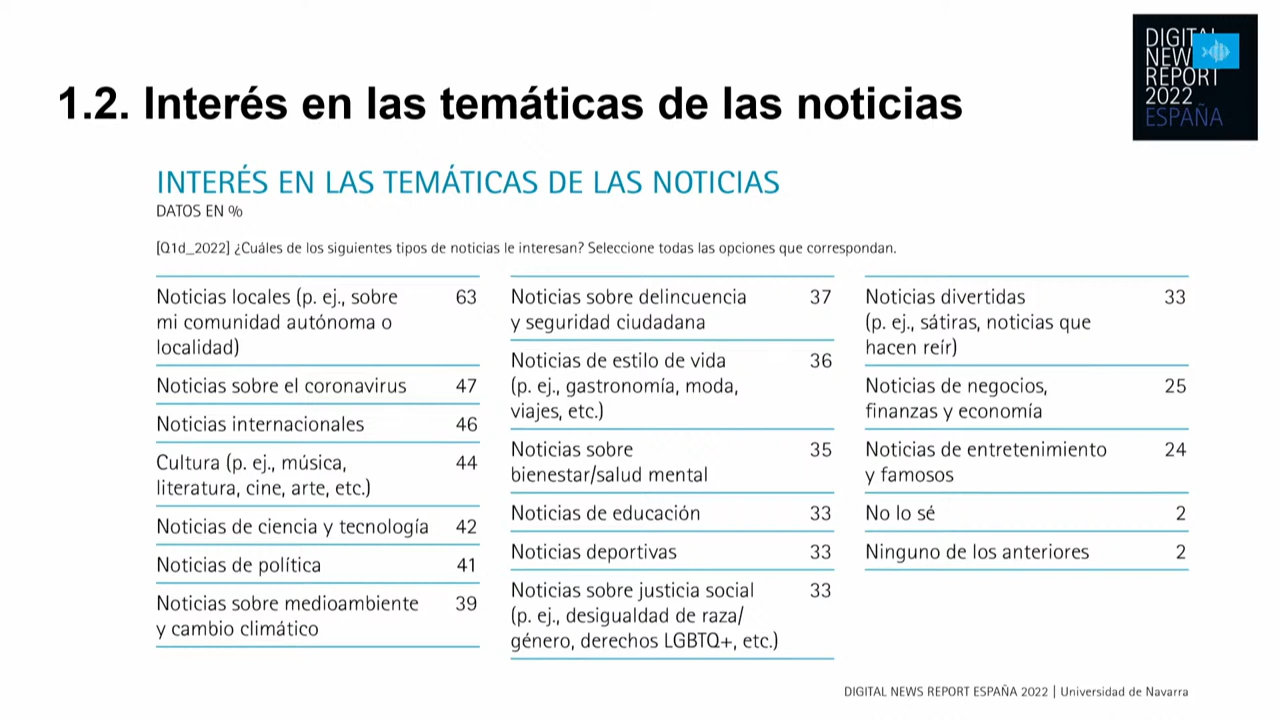 DIGITAL
NEWS
REPORT
2022
ESPAÑA
1.2. Interés en las temáticas de las noticias
INTERÉS EN LAS TEMÁTICAS DE LAS NOTICIAS
DATOS EN %
[Q1d_2022] ¿Cuáles de los siguientes tipos de noticias le interesan? Seleccione todas las opciones que correspondan.
Noticias locales (p. ej., sobre 63
mi comunidad autónoma o
localidad)
Noticias sobre el coronavirus 47
Noticias internacionales 46
Cultura (p. ej., música, 44
literatura, cine, arte, etc.)
Noticias de ciencia y tecnología 42
Noticias de política 41
Noticias sobre medioambiente 39
y cambio climático
Noticias sobre delincuencia 37
y seguridad ciudadana
Noticias de estilo de vida 36
(p. ej., gastronomía, moda,
viajes, etc.)
Noticias sobre 35
bienestar/salud mental
Noticias de educación 33
Noticias deportivas 33
Noticias sobre justicia social 33
(p. ej., desigualdad de raza/
género, derechos LGBTQ+, etc.)
Noticias divertidas 33
(p. ej., sátiras, noticias que
hacen reír)
Noticias de negocios, 25
finanzas y economía
Noticias de entretenimiento 24
y famosos
No lo sé 2
Ninguno de los anteriores 2
DIGITAL NEWS REPORT ESPAÑA 2022 | Universidad de Navarra